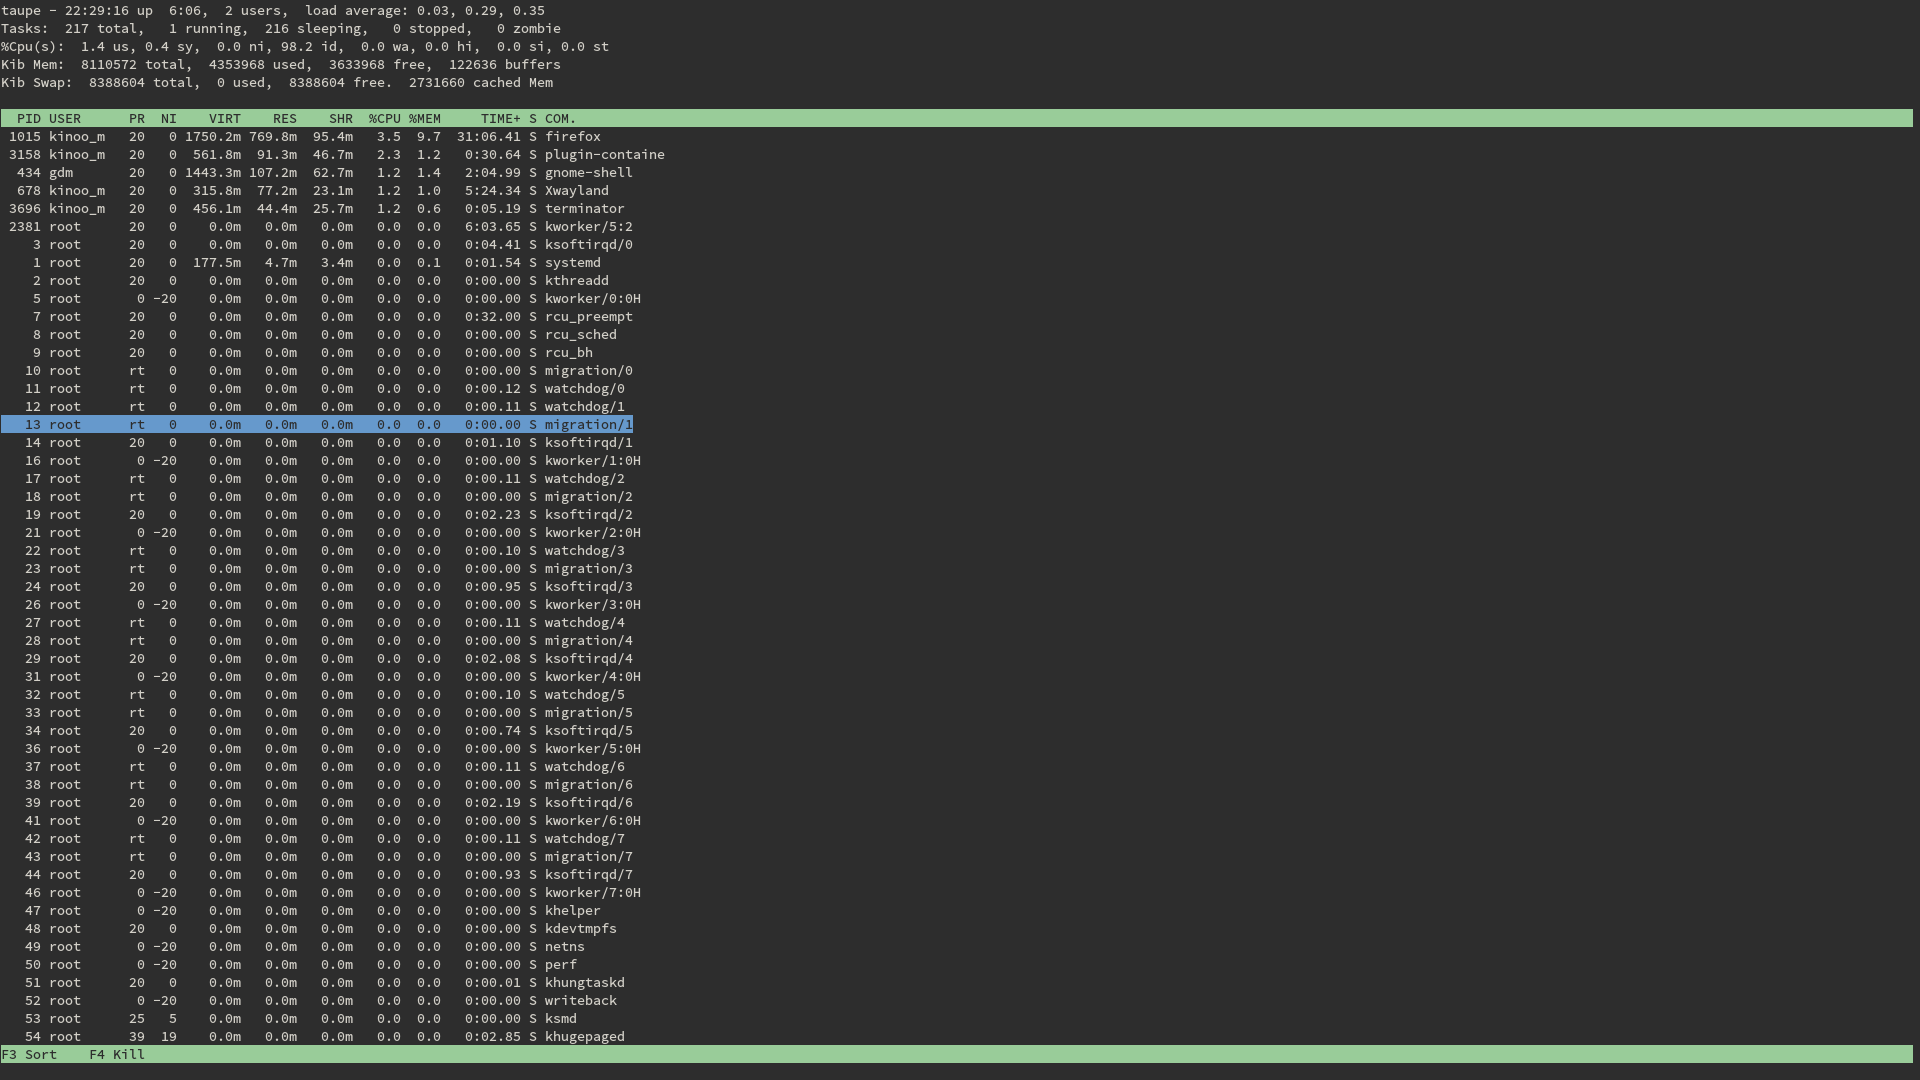 taupe - 22:29:16 up  6:06,  2 users,  load average: 0.03, 0.29, 0.35
Tasks:  217 total,   1 running,  216 sleeping,   0 stopped,   0 zombie
%Cpu(s):  1.4 us, 0.4 sy,  0.0 ni, 98.2 id,  0.0 wa, 0.0 hi,  0.0 si, 0.0 st
Kib Mem:  8110572 total,  4353968 used,  3633968 free,  122636 buffers
Kib Swap:  8388604 total,  0 used,  8388604 free.  2731660 cached Mem
PID USER      PR  NI    VIRT    RES    SHR  %CPU %MEM     TIME+ S COM.
1015 kinoo_m   20   0 1750.2m 769.8m  95.4m   3.5  9.7  31:06.41 S firefox
3158 kinoo_m   20   0  561.8m  91.3m  46.7m   2.3  1.2   0:30.64 S plugin-containe
434 gdm       20   0 1443.3m 107.2m  62.7m   1.2  1.4   2:04.99 S gnome-shell
678 kinoo_m   20   0  315.8m  77.2m  23.1m   1.2  1.0   5:24.34 S Xwayland
3696 kinoo_m   20   0  456.1m  44.4m  25.7m   1.2  0.6   0:05.19 S terminator
2381 root      20   0    0.0m   0.0m   0.0m   0.0  0.0   6:03.65 S kworker/5:2
3 root      20   0    0.0m   0.0m   0.0m   0.0  0.0   0:04.41 S ksoftirqd/0
1 root      20   0  177.5m   4.7m   3.4m   0.0  0.1   0:01.54 S systemd
2 root      20   0    0.0m   0.0m   0.0m   0.0  0.0   0:00.00 S kthreadd
5 root       0 -20    0.0m   0.0m   0.0m   0.0  0.0   0:00.00 S kworker/0:0H
7 root      20   0    0.0m   0.0m   0.0m   0.0  0.0   0:32.00 S rcu_preempt
8 root      20   0    0.0m   0.0m   0.0m   0.0  0.0   0:00.00 S rcu_sched
9 root      20   0    0.0m   0.0m   0.0m   0.0  0.0   0:00.00 S rcu_bh
10 root      rt   0    0.0m   0.0m   0.0m   0.0  0.0   0:00.00 S migration/0
11 root      rt   0    0.0m   0.0m   0.0m   0.0  0.0   0:00.12 S watchdog/0
12 root      rt   0    0.0m   0.0m   0.0m   0.0  0.0   0:00.11 S watchdog/1
13 root      rt   0    0.0m   0.0m   0.0m   0.0  0.0   0:00.00 S migration/1
14 root      20   0    0.0m   0.0m   0.0m   0.0  0.0   0:01.10 S ksoftirqd/1
16 root       0 -20    0.0m   0.0m   0.0m   0.0  0.0   0:00.00 S kworker/1:0H
17 root      rt   0    0.0m   0.0m   0.0m   0.0  0.0   0:00.11 S watchdog/2
18 root      rt   0    0.0m   0.0m   0.0m   0.0  0.0   0:00.00 S migration/2
19 root      20   0    0.0m   0.0m   0.0m   0.0  0.0   0:02.23 S ksoftirqd/2
21 root       0 -20    0.0m   0.0m   0.0m   0.0  0.0   0:00.00 S kworker/2:0H
22 root      rt   0    0.0m   0.0m   0.0m   0.0  0.0   0:00.10 S watchdog/3
23 root      rt   0    0.0m   0.0m   0.0m   0.0  0.0   0:00.00 S migration/3
24 root      20   0    0.0m   0.0m   0.0m   0.0  0.0   0:00.95 S ksoftirqd/3
26 root       0 -20    0.0m   0.0m   0.0m   0.0  0.0   0:00.00 S kworker/3:0H
27 root      rt   0    0.0m   0.0m   0.0m   0.0  0.0   0:00.11 S watchdog/4
28 root      rt   0    0.0m   0.0m   0.0m   0.0  0.0   0:00.00 S migration/4
29 root      20   0    0.0m   0.0m   0.0m   0.0  0.0   0:02.08 S ksoftirqd/4
31 root       0 -20    0.0m   0.0m   0.0m   0.0  0.0   0:00.00 S kworker/4:0H
32 root      rt   0    0.0m   0.0m   0.0m   0.0  0.0   0:00.10 S watchdog/5
33 root      rt   0    0.0m   0.0m   0.0m   0.0  0.0   0:00.00 S migration/5
34 root      20   0    0.0m   0.0m   0.0m   0.0  0.0   0:00.74 S ksoftirqd/5
36 root       0 -20    0.0m   0.0m   0.0m   0.0  0.0   0:00.00 S kworker/5:0H
37 root      rt   0    0.0m   0.0m   0.0m   0.0  0.0   0:00.11 S watchdog/6
38 root      rt   0    0.0m   0.0m   0.0m   0.0  0.0   0:00.00 S migration/6
39 root      20   0    0.0m   0.0m   0.0m   0.0  0.0   0:02.19 S ksoftirqd/6
41 root       0 -20    0.0m   0.0m   0.0m   0.0  0.0   0:00.00 S kworker/6:0H
42 root      rt   0    0.0m   0.0m   0.0m   0.0  0.0   0:00.11 S watchdog/7
43 root      rt   0    0.0m   0.0m   0.0m   0.0  0.0   0:00.00 S migration/7
44 root      20   0    0.0m   0.0m   0.0m   0.0  0.0   0:00.93 S ksoftirqd/7
46 root       0 -20    0.0m   0.0m   0.0m   0.0  0.0   0:00.00 S kworker/7:0H
47 root       0 -20    0.0m   0.0m   0.0m   0.0  0.0   0:00.00 S khelper
48 root      20   0    0.0m   0.0m   0.0m   0.0  0.0   0:00.00 S kdevtmpfs
49 root       0 -20    0.0m   0.0m   0.0m   0.0  0.0   0:00.00 S netns
50 root       0 -20    0.0m   0.0m   0.0m   0.0  0.0   0:00.00 S perf
51 root      20   0    0.0m   0.0m   0.0m   0.0  0.0   0:00.01 S khungtaskd
52 root       0 -20    0.0m   0.0m   0.0m   0.0  0.0   0:00.00 S writeback
53 root      25   5    0.0m   0.0m   0.0m   0.0  0.0   0:00.00 S ksmd
54 root      39  19    0.0m   0.0m   0.0m   0.0  0.0   0:02.85 S khugepaged
F3 Sort    F4 Kill